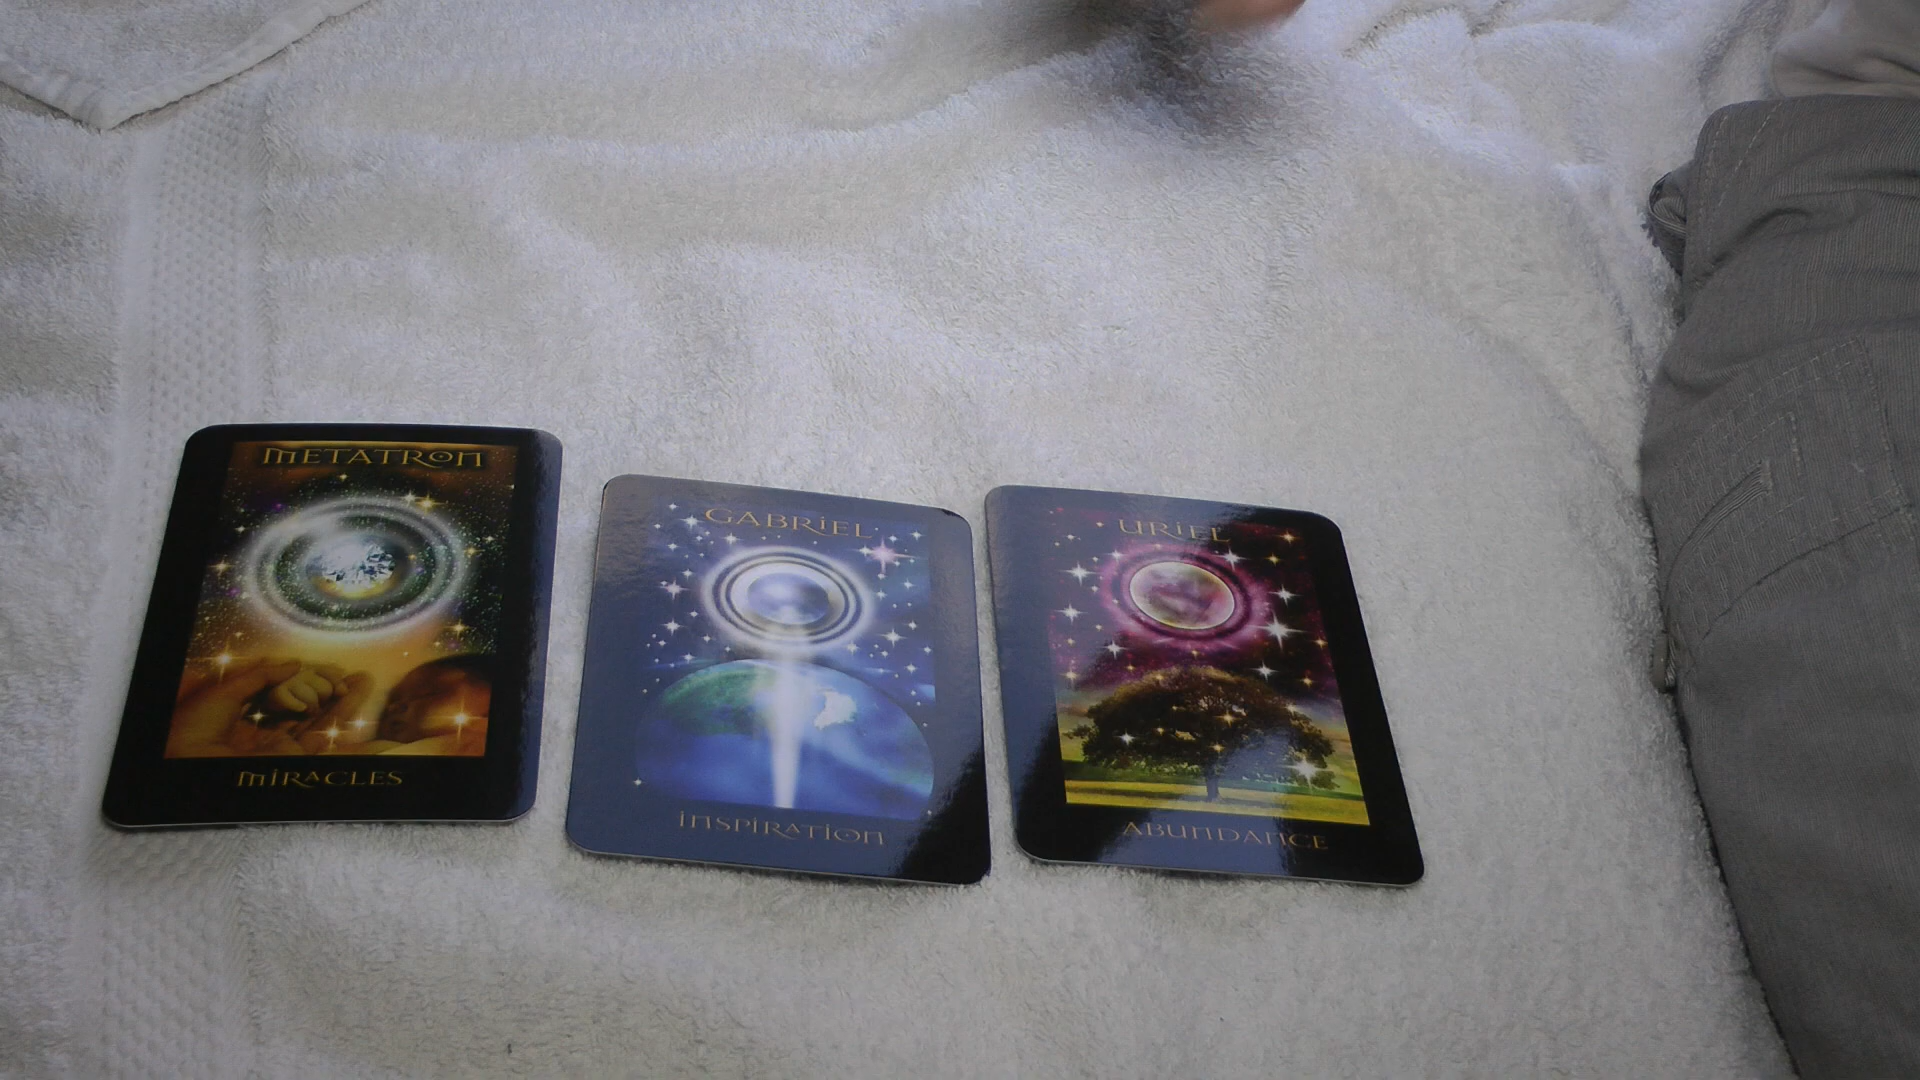 METATRON
MIRACLES
GABRIEL
INSPIRATION
URIEL
ABUNDANCE